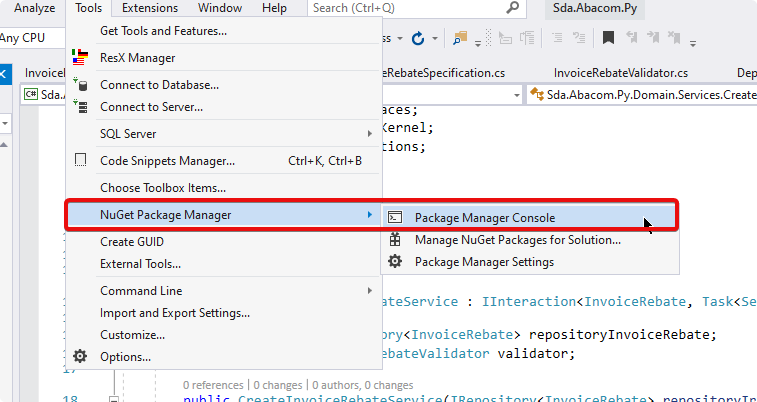 Analyze Tools Extensions Window Help Search (Ctrl+Q) Sda.Abacom.Py
Any CPU
Get Tools and Features...
ResX Manager
InvoiceR
RebateSpecification.cs InvoiceRebateValidator.cs Dep
Connect to Database...
C# Sda.
Sda.Abacom.Py.Domain.Services.Create
Connect to Server...
aces;
Kernel;
SQL Server
tions;
Code Snippets Manager... Ctrl+K, Ctrl+B
Choose Toolbox Items...
NuGet Package Manager
Package Manager Console
Create GUID
Manage NuGet Packages for Solution...
External Tools...
Package Manager Settings
Command Line
ateService : IInteraction<InvoiceRebate, Task<Se
Import and Export Settings...
Customize...
ory<InvoiceRebate> repositoryInvoiceRebate;
Options...
ebateValidator validator;
17
0 references | 0 changes | 0 authors, 0 changes
18 public CreateInvoiceRebateService(IRepository<InvoiceRebate> repositoryIn